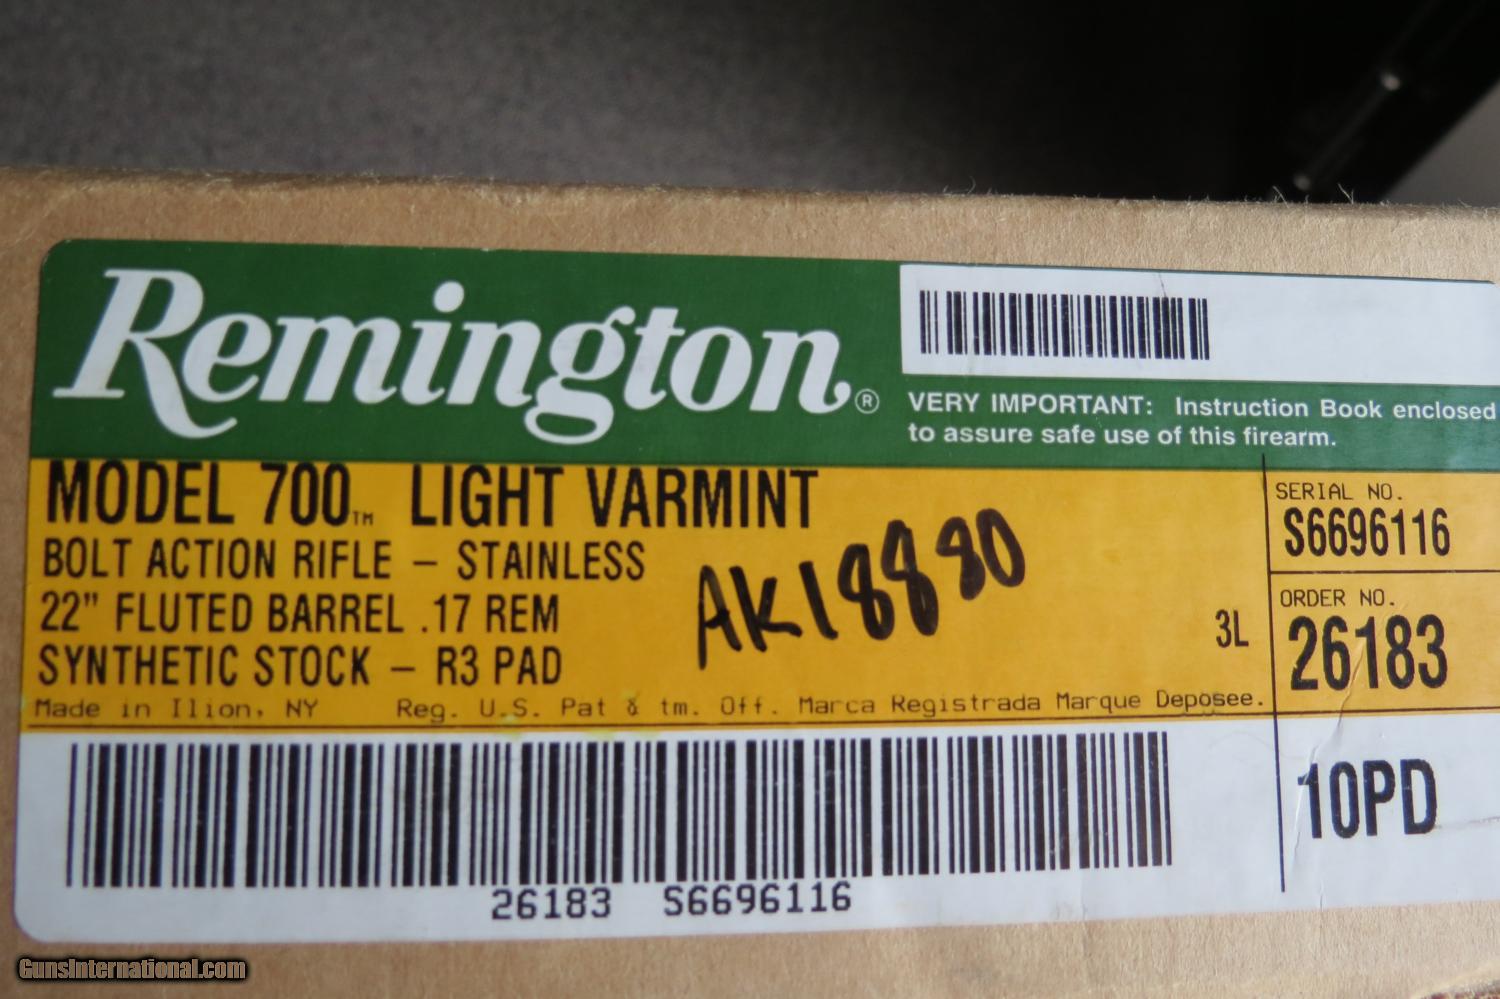 Remington®
VERY IMPORTANT: Instruction Book enclosed
to assure safe use of this firearm.
MODEL 700™ LIGHT VARMINT
BOLT ACTION RIFLE – STAINLESS
22" FLUTED BARREL .17 REM
SYNTHETIC STOCK – R3 PAD
AK18880
3L
SERIAL NO.
S6696116
ORDER NO.
26183
Made in Ilion, NY Reg. U.S. Pat & tm. Off. Marca Registrada Marque Deposee.
10PD
26183 S6696116
GunsInternational.com